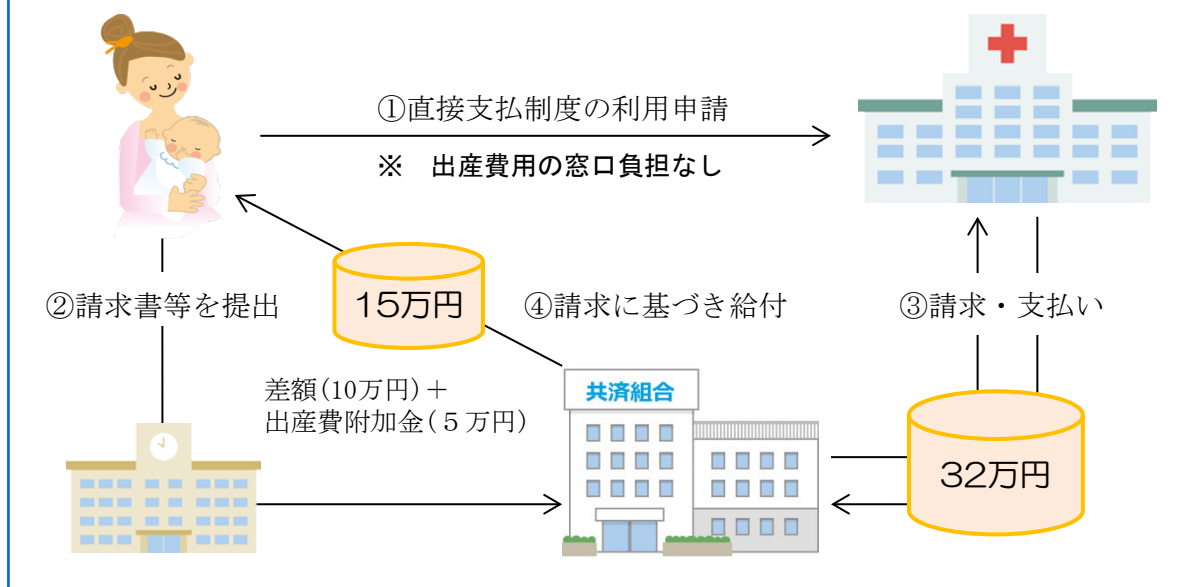 ①直接支払制度の利用申請
※　出産費用の窓口負担なし
②請求書等を提出
15万円
④請求に基づき給付
③請求・支払い
差額(10万円)＋
出産費附加金(５万円)
共済組合
32万円